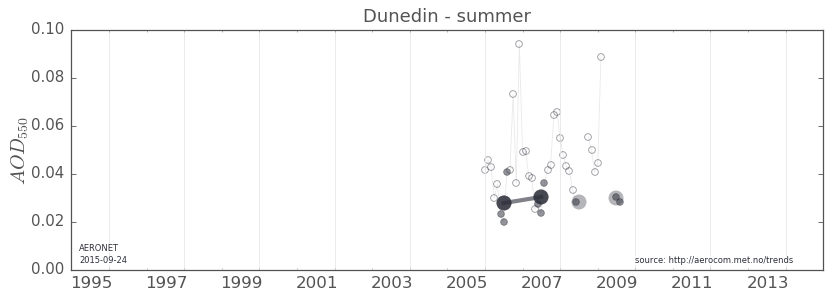 Dunedin - summer
0.10
0.08
0.06
0.04
0.02
0.00
AOD550
AERONET
2015-09-24
source: http://aerocom.met.no/trends
1995 1997 1999 2001 2003 2005 2007 2009 2011 2013